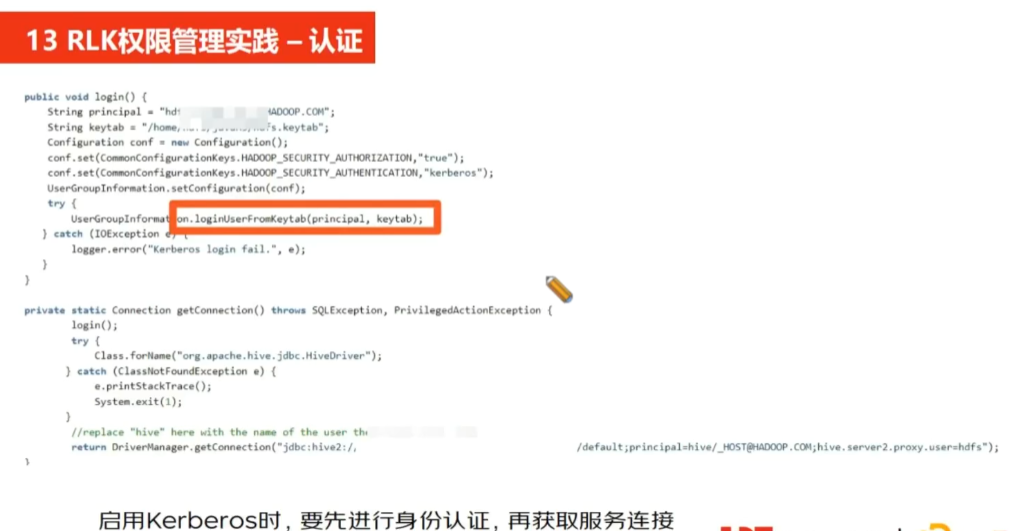 13 RLK权限管理实践 – 认证
public void login() {
String principal = "hd HADOOP.COM";
String keytab = "/home/ .keytab";
Configuration conf = new Configuration();
conf.set(CommonConfigurationKeys.HADOOP_SECURITY_AUTHORIZATION,"true");
conf.set(CommonConfigurationKeys.HADOOP_SECURITY_AUTHENTICATION,"kerberos");
UserGroupInformation.setConfiguration(conf);
try {
UserGroupInformation.loginUserFromKeytab(principal, keytab);
} catch (IOException e) {
logger.error("Kerberos login fail.", e);
}
}
private static Connection getConnection() throws SQLException, PrivilegedActionException {
login();
try {
Class.forName("org.apache.hive.jdbc.HiveDriver");
} catch (ClassNotFoundException e) {
e.printStackTrace();
System.exit(1);
}
//replace "hive" here with the name of the user
return DriverManager.getConnection("jdbc:hive2:/ /default;principal=hive/_HOST@HADOOP.COM;hive.server2.proxy.user=hdfs");
}
启用Kerberos时，要先进行身份认证，再获取服务连接